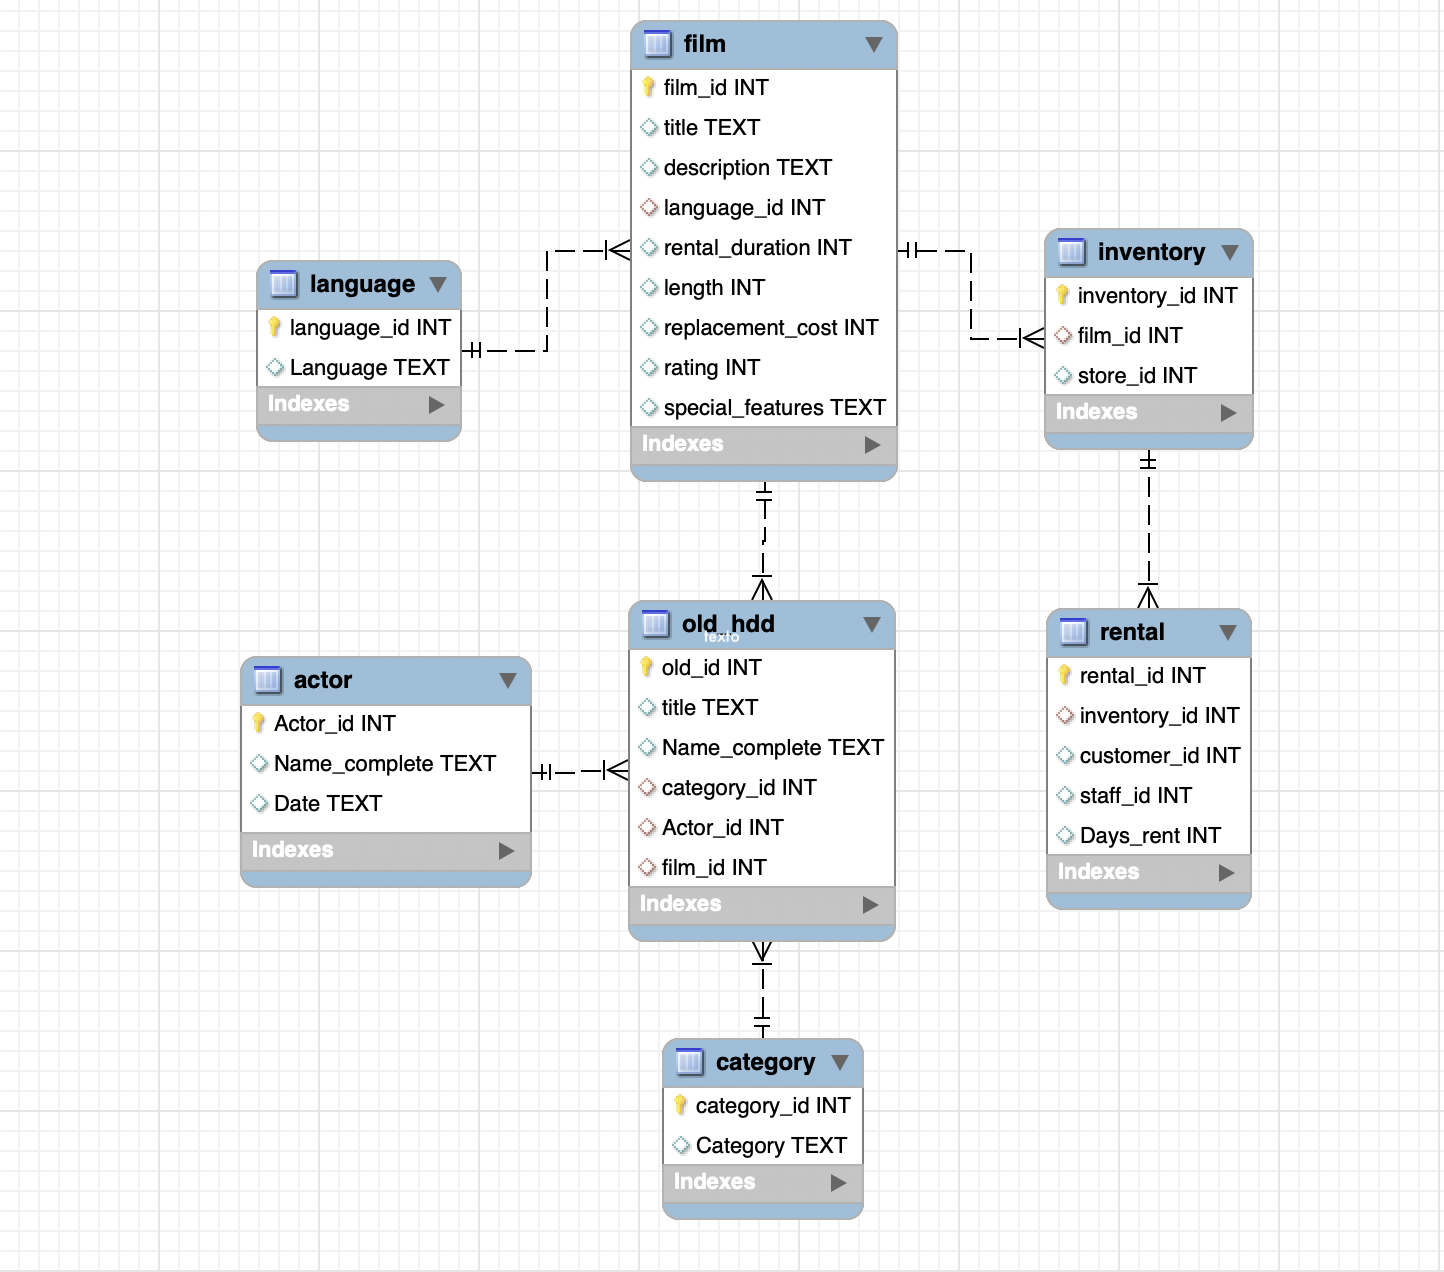 film
film_id INT
title TEXT
description TEXT
language_id INT
rental_duration INT
length INT
replacement_cost INT
rating INT
special_features TEXT
Indexes
language
language_id INT
Language TEXT
Indexes
inventory
inventory_id INT
film_id INT
store_id INT
Indexes
old_hdd
texto
old_id INT
title TEXT
Name_complete TEXT
category_id INT
Actor_id INT
film_id INT
Indexes
actor
Actor_id INT
Name_complete TEXT
Date TEXT
Indexes
rental
rental_id INT
inventory_id INT
customer_id INT
staff_id INT
Days_rent INT
Indexes
category
category_id INT
Category TEXT
Indexes